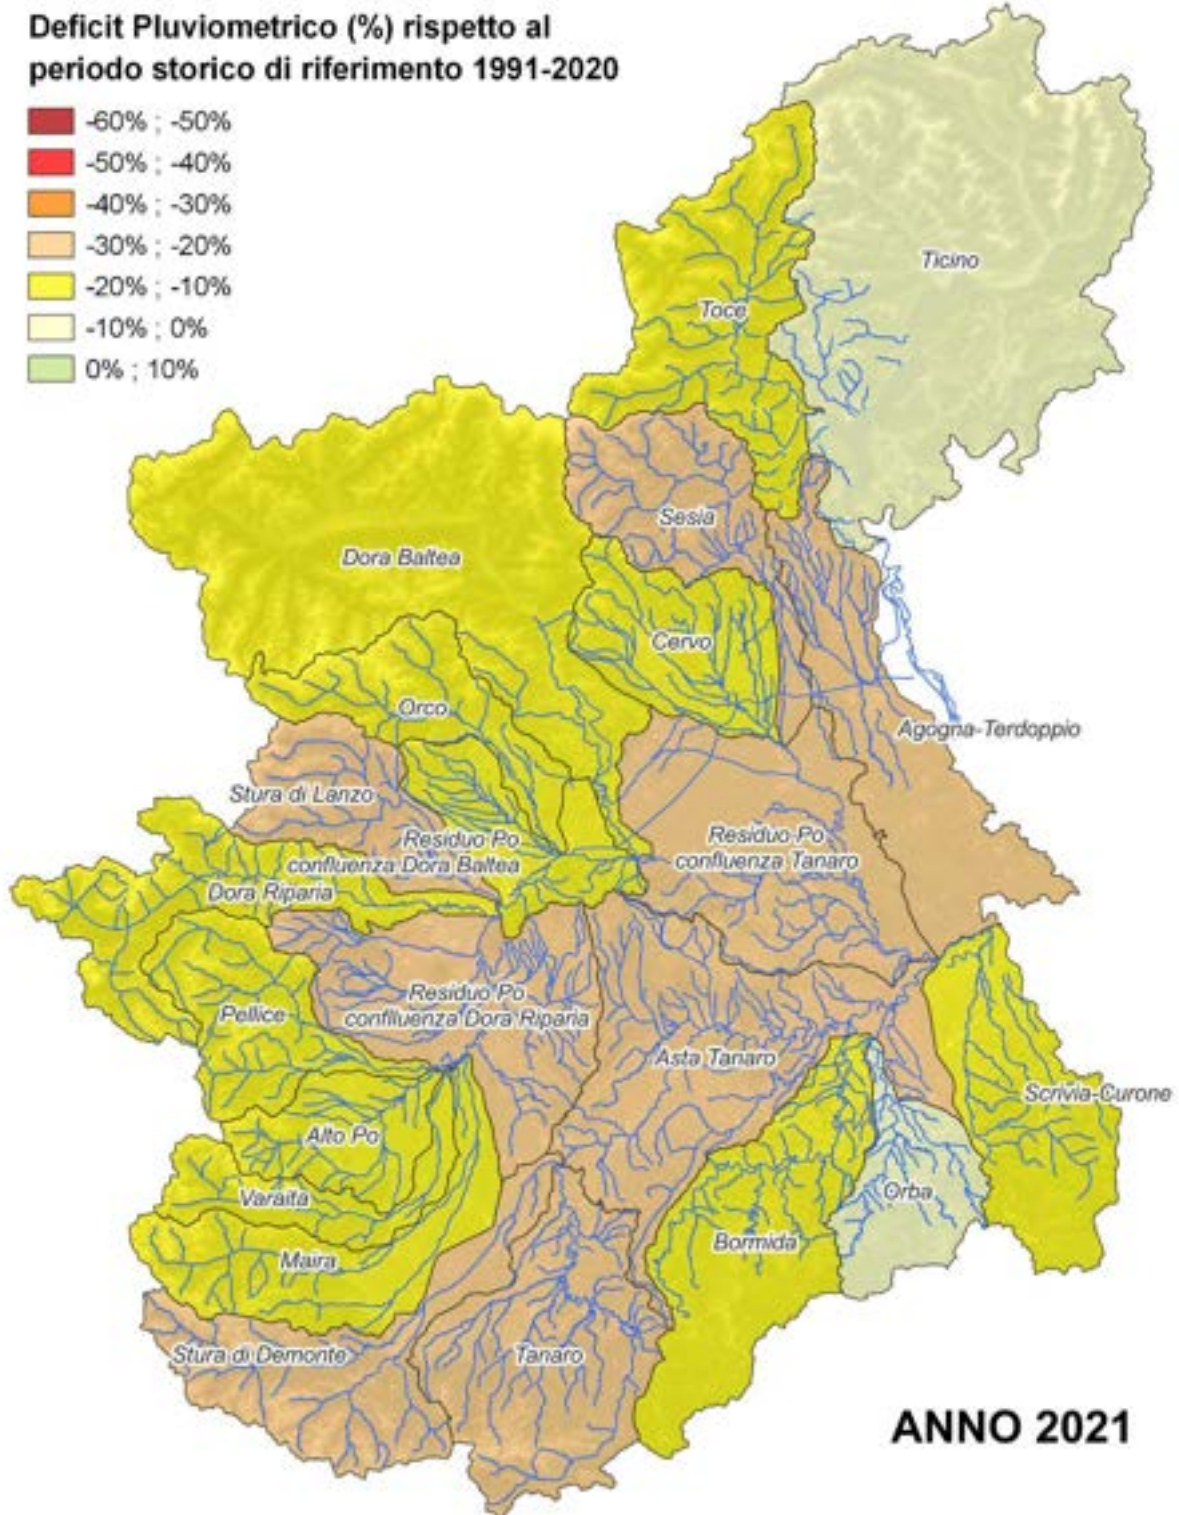 Deficit Pluviometrico (%) rispetto al
periodo storico di riferimento 1991-2020
-60% ; -50%
-50% ; -40%
-40% ; -30%
-30% ; -20%
-20% ; -10%
-10% ; 0%
0% ; 10%
Ticino
Toce
Sesia
Dora Baltea
Cervo
Orco
Agogna-Terdoppio
Stura di Lanzo
Residuo Po
confluenza Dora Baltea
Residuo Po
confluenza Tanaro
Dora Riparia
Residuo Po
conflluenza Dora Riparia
Pellice
Asta Tanaro
Scrivia-Curone
Alto Po
Varaita
Orba
Bormida
Maira
Stura di Demonte
Tanaro
ANNO 2021